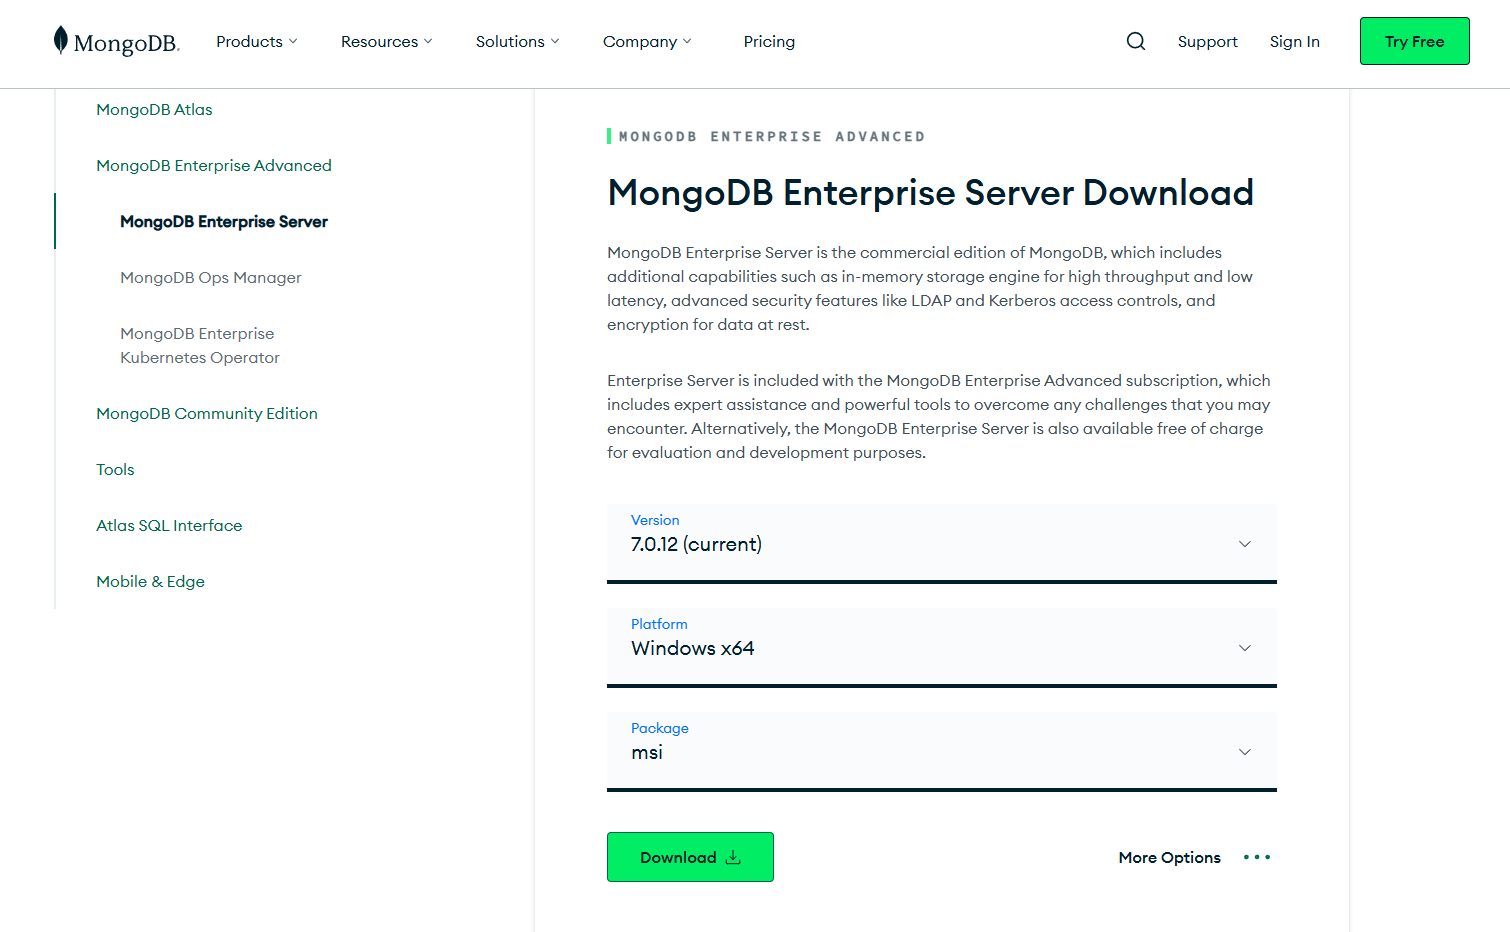 MongoDB.
Products
Resources
Solutions
Company
Pricing
Support
Sign In
Try Free
MongoDB Atlas
MongoDB Enterprise Advanced
MongoDB Enterprise Server
MongoDB Ops Manager
MongoDB Enterprise
Kubernetes Operator
MongoDB Community Edition
Tools
Atlas SQL Interface
Mobile & Edge
MONGODB ENTERPRISE ADVANCED
MongoDB Enterprise Server Download
MongoDB Enterprise Server is the commercial edition of MongoDB, which includes
additional capabilities such as in-memory storage engine for high throughput and low
latency, advanced security features like LDAP and Kerberos access controls, and
encryption for data at rest.
Enterprise Server is included with the MongoDB Enterprise Advanced subscription, which
includes expert assistance and powerful tools to overcome any challenges that you may
encounter. Alternatively, the MongoDB Enterprise Server is also available free of charge
for evaluation and development purposes.
Version
7.0.12 (current)
Platform
Windows x64
Package
msi
Download
More Options